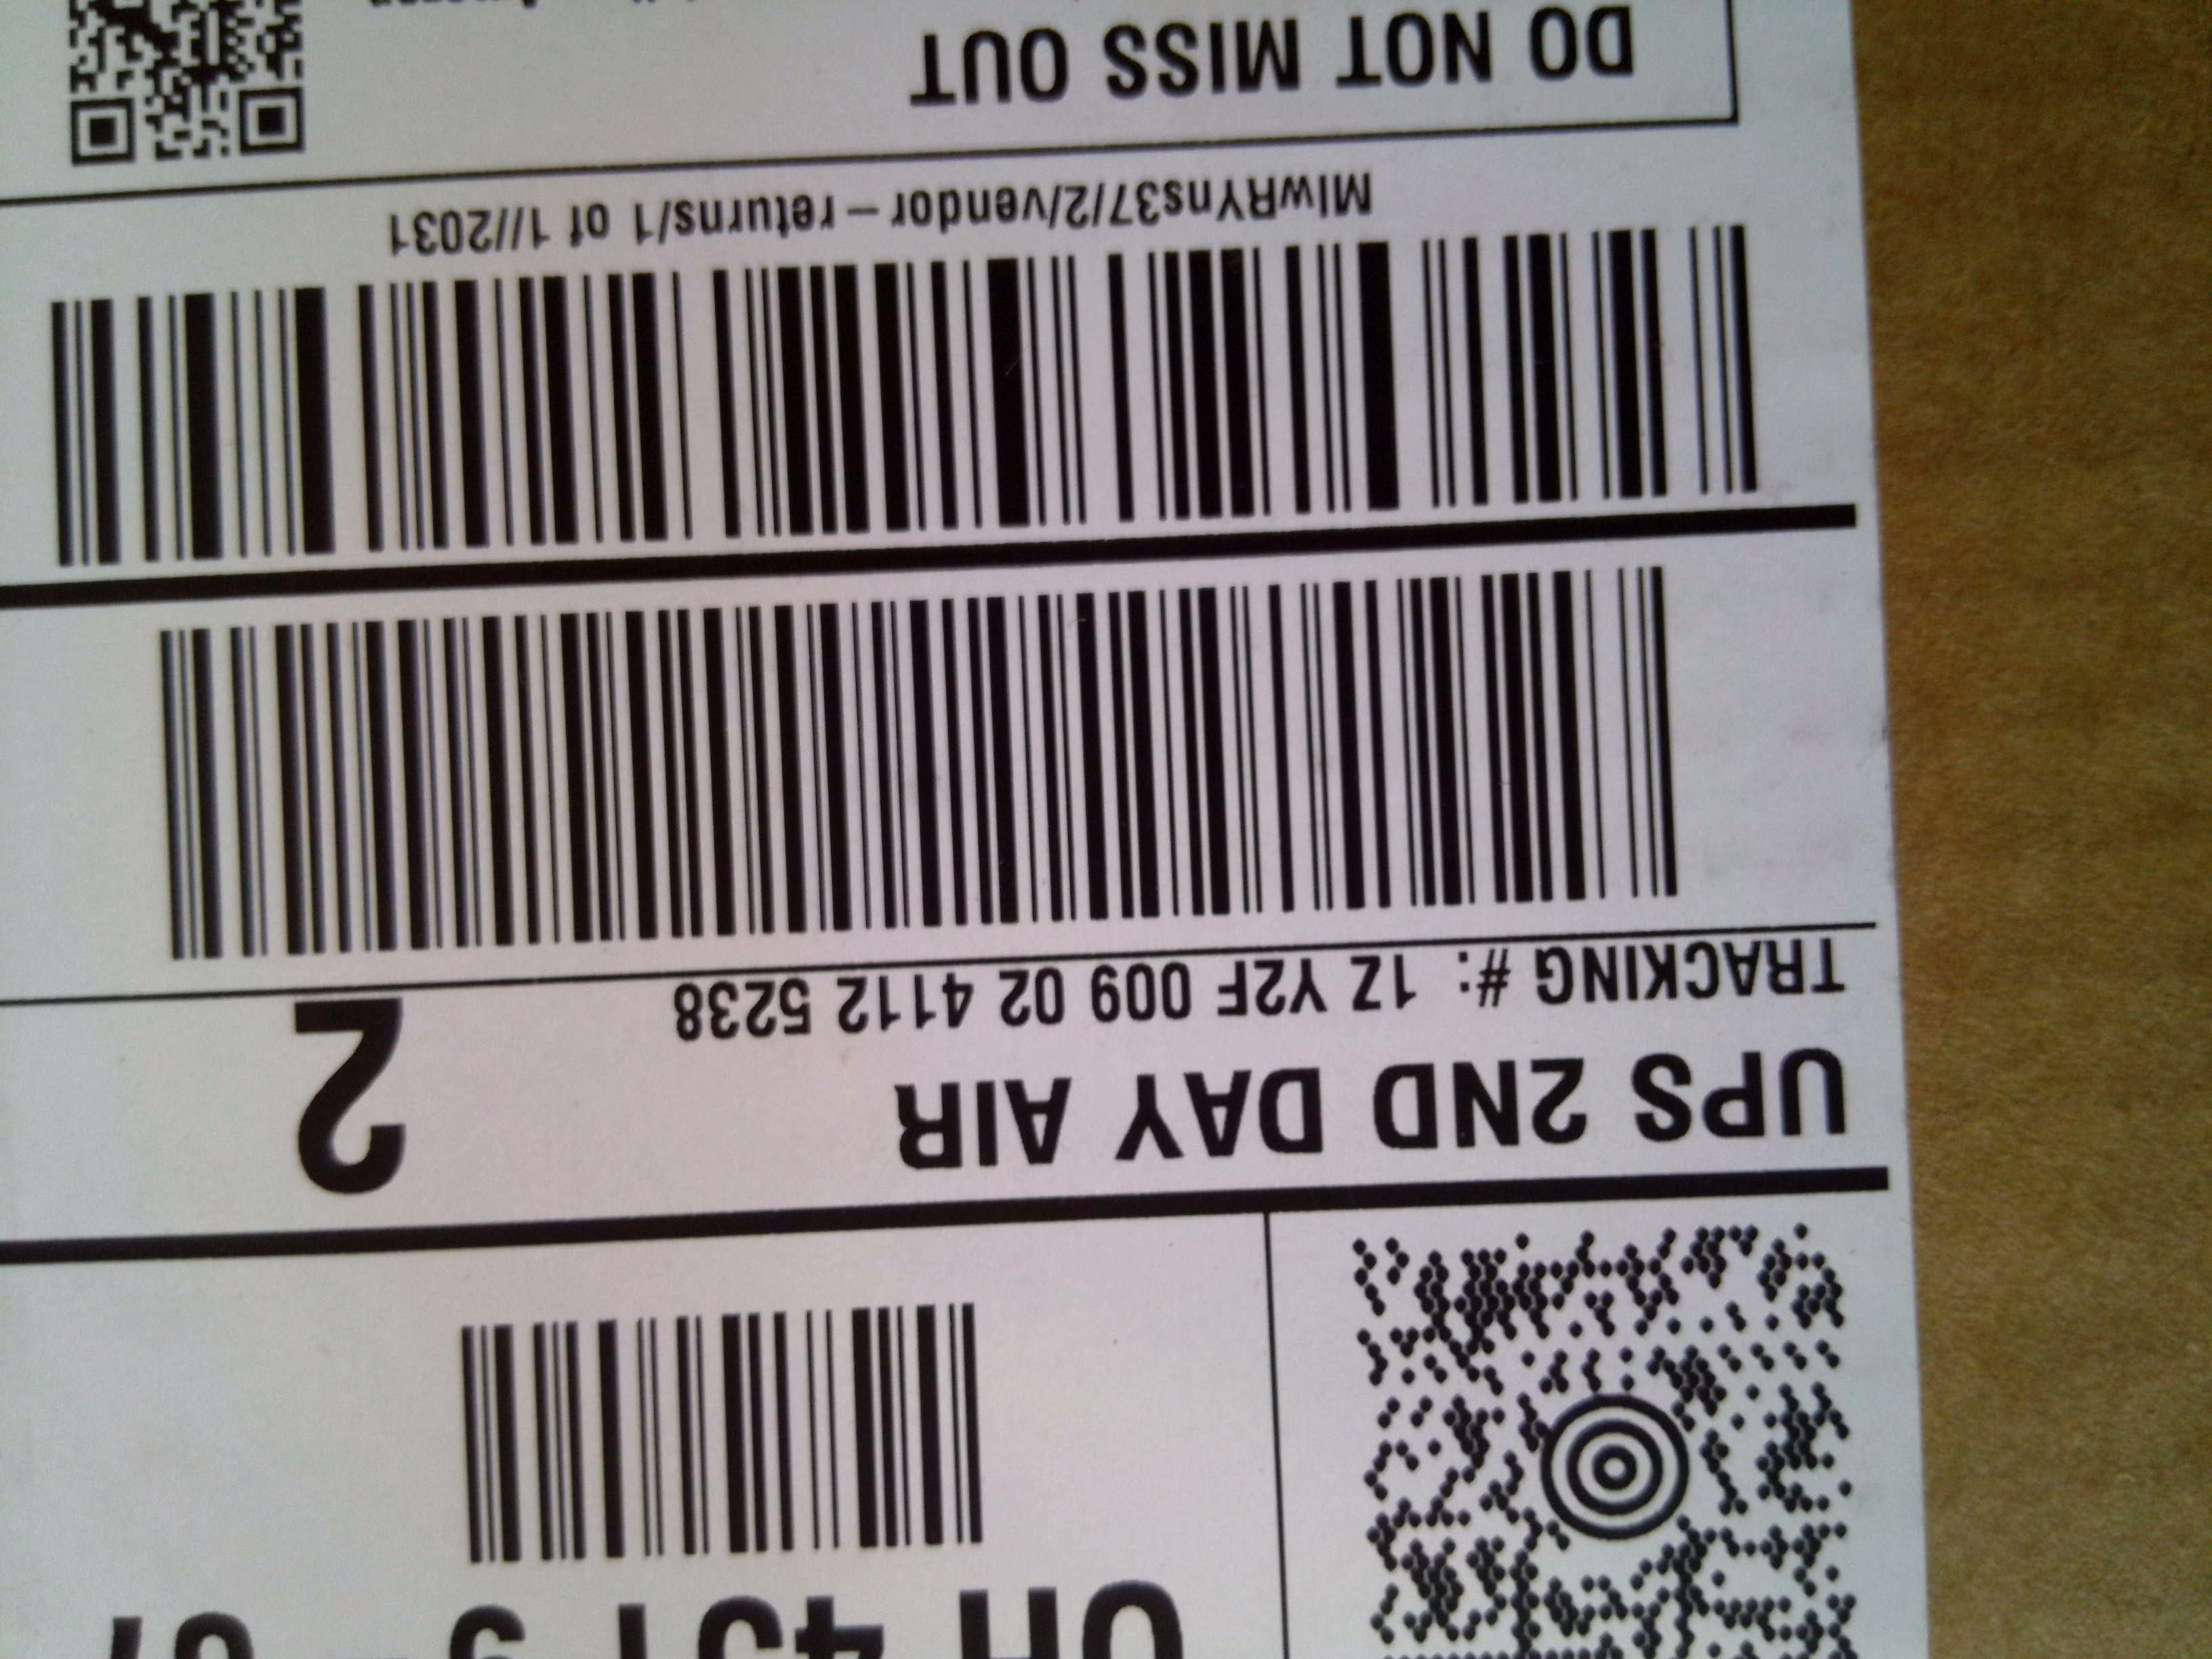 UPS 2ND DAY AIR
2
TRACKING #: 1Z Y2F 009 02 4112 5238
MIwRYns37/2/vendor-returns/1 of 1//2031
DO NOT MISS OUT